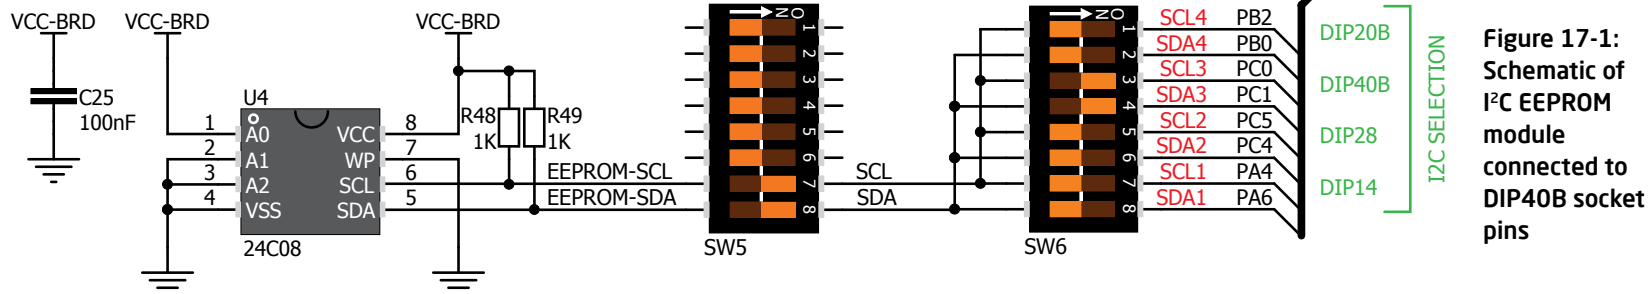 VCC-BRD
VCC-BRD
VCC-BRD
C25
100nF
U4
24C08
1
2
3
4
A0
A1
A2
VSS
VCC
WP
SCL
SDA
8
7
6
5
R48
1K
R49
1K
EEPROM-SCL
EEPROM-SDA
ON
1
2
3
4
5
6
7
8
SW5
SCL
SDA
ON
1
2
3
4
5
6
7
8
SW6
SCL4 PB2
SDA4 PB0
SCL3 PC0
SDA3 PC1
SCL2 PC5
SDA2 PC4
SCL1 PA4
SDA1 PA6
DIP20B
DIP40B
DIP28
DIP14
I2C SELECTION
Figure 17-1:
Schematic of
I²C EEPROM
module
connected to
DIP40B socket
pins